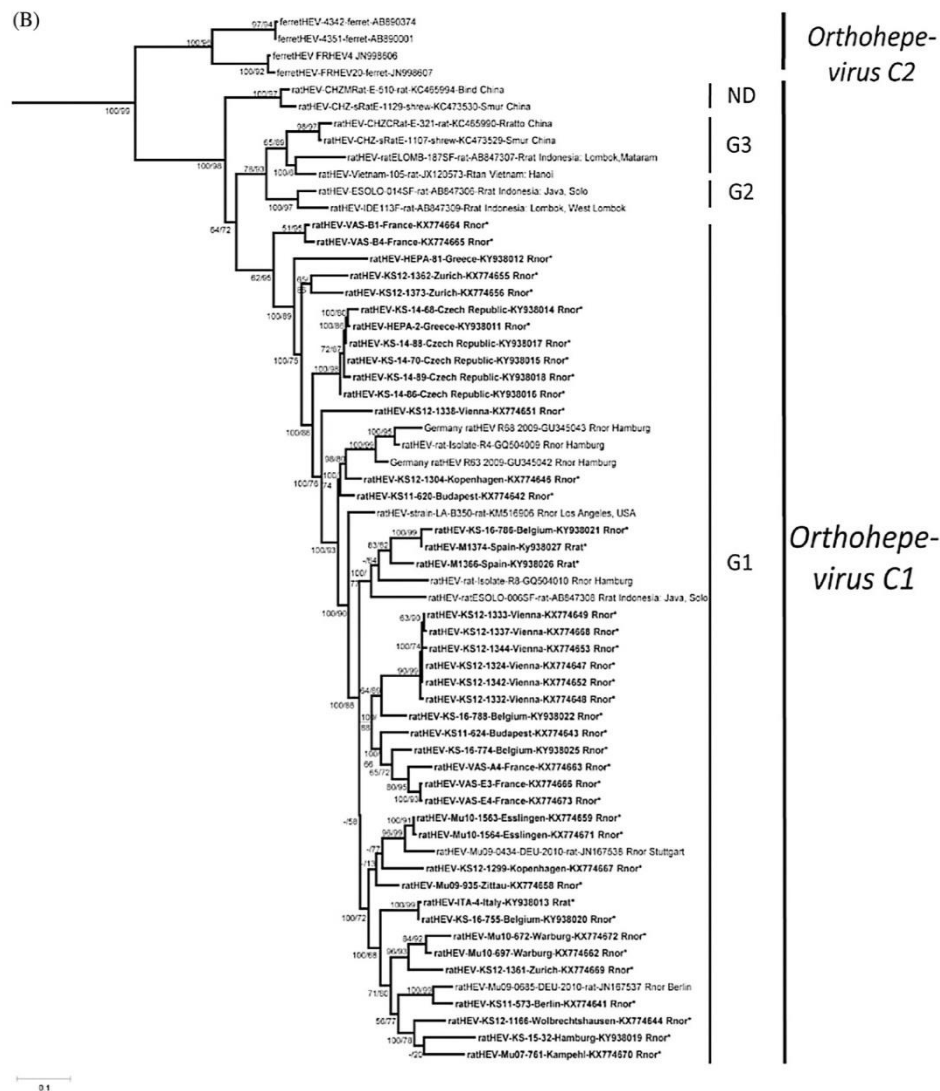 (B)
ferretHEV-4342-ferret-AB890374
ferretHEV-4351-ferret-AB890001
ferretHEV FRHEV4 JN998606
ferretHEV-FRHEV20-ferret-JN998607
Orthohepe-
virus C2
ratHEV-CHZMRat-E-510-rat-KC465994-Bind China
ratHEV-CHZ-sRatE-1129-shrew-KC473530-Smur China
ND
ratHEV-CHZCRat-E-321-rat-KC465990-Rratto China
ratHEV-CHZ-sRatE-1107-shrew-KC473529-Smur China
ratHEV-ratELOMB-187SF-rat-AB847307-Rrat Indonesia: Lombok,Mataram
ratHEV-Vietnam-105-rat-JX120573-Rtan Vietnam: Hanoi
G3
ratHEV-ESOLO-014SF-rat-AB847306-Rrat Indonesia: Java, Solo
ratHEV-IDE113F-rat-AB847309-Rrat Indonesia: Lombok, West Lombok
G2
ratHEV-VAS-B1-France-KX774664 Rnor*
ratHEV-VAS-B4-France-KX774665 Rnor*
ratHEV-HEPA-81-Greece-KY938012 Rnor*
ratHEV-KS12-1362-Zurich-KX774655 Rnor*
ratHEV-KS12-1373-Zurich-KX774656 Rnor*
ratHEV-KS-14-68-Czech Republic-KY938014 Rnor*
ratHEV-HEPA-2-Greece-KY938011 Rnor*
ratHEV-KS-14-88-Czech Republic-KY938017 Rnor*
ratHEV-KS-14-70-Czech Republic-KY938015 Rnor*
ratHEV-KS-14-89-Czech Republic-KY938018 Rnor*
ratHEV-KS-14-86-Czech Republic-KY938016 Rnor*
ratHEV-KS12-1338-Vienna-KX774651 Rnor*
Germany ratHEV R68 2009-GU345043 Rnor Hamburg
ratHEV-rat-Isolate-R4-GQ504009 Rnor Hamburg
Germany ratHEV R63 2009-GU345042 Rnor Hamburg
ratHEV-KS12-1304-Kopenhagen-KX774646 Rnor*
ratHEV-KS11-620-Budapest-KX774642 Rnor*
ratHEV-strain-LA-B350-rat-KM516906 Rnor Los Angeles, USA
ratHEV-KS-16-786-Belgium-KY938021 Rnor*
ratHEV-M1374-Spain-Ky938027 Rrat*
ratHEV-M1366-Spain-KY938026 Rrat*
ratHEV-rat-Isolate-R8-GQ504010 Rnor Hamburg
ratHEV-ratESOLO-006SF-rat-AB847308 Rrat Indonesia: Java, Solo
G1
Orthohepe-
virus C1
ratHEV-KS12-1333-Vienna-KX774649 Rnor*
ratHEV-KS12-1337-Vienna-KX774668 Rnor*
ratHEV-KS12-1344-Vienna-KX774653 Rnor*
ratHEV-KS12-1324-Vienna-KX774647 Rnor*
ratHEV-KS12-1342-Vienna-KX774652 Rnor*
ratHEV-KS12-1332-Vienna-KX774648 Rnor*
ratHEV-KS-16-788-Belgium-KY938022 Rnor*
ratHEV-KS11-624-Budapest-KX774643 Rnor*
ratHEV-KS-16-774-Belgium-KY938025 Rnor*
ratHEV-VAS-A4-France-KX774663 Rnor*
ratHEV-VAS-E3-France-KX774666 Rnor*
ratHEV-VAS-E4-France-KX774673 Rnor*
ratHEV-Mu10-1563-Esslingen-KX774659 Rnor*
ratHEV-Mu10-1564-Esslingen-KX774671 Rnor*
ratHEV-Mu09-0434-DEU-2010-rat-JN167538 Rnor Stuttgart
ratHEV-KS12-1299-Kopenhagen-KX774667 Rnor*
ratHEV-Mu09-935-Zittau-KX774658 Rnor*
ratHEV-ITA-4-Italy-KY938013 Rrat*
ratHEV-KS-16-755-Belgium-KY938020 Rnor*
ratHEV-Mu10-672-Warburg-KX774672 Rnor*
ratHEV-Mu10-697-Warburg-KX774662 Rnor*
ratHEV-KS12-1361-Zurich-KX774669 Rnor*
ratHEV-Mu09-0685-DEU-2010-rat-JN167537 Rnor Berlin
ratHEV-KS11-573-Berlin-KX774641 Rnor*
ratHEV-KS12-1166-Wolbrechtshausen-KX774644 Rnor*
ratHEV-KS-15-32-Hamburg-KY938019 Rnor*
ratHEV-Mu07-761-Kampehl-KX774670 Rnor*
0.1